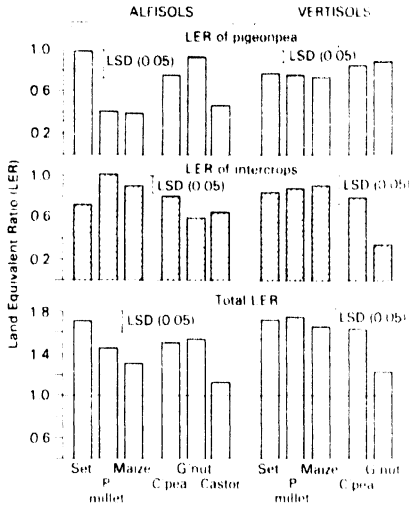 ALFISOLS VERTISOLS
LER of pigeonpea
1.0
0.6
0.2
LSD (0.05) LSD (0.05)
LER of intercrops
1.0
0.6
0.2
LSD (0.05) LSD (0.05)
Total LER
1.8
1.4
1.0
0.6
LSD (0.05) LSD (0.05)
Land Equivalent Ratio (LER)
Set Maize G'nut Set Maize G'nut
P. C.pea Castor P. C.pea
millet millet